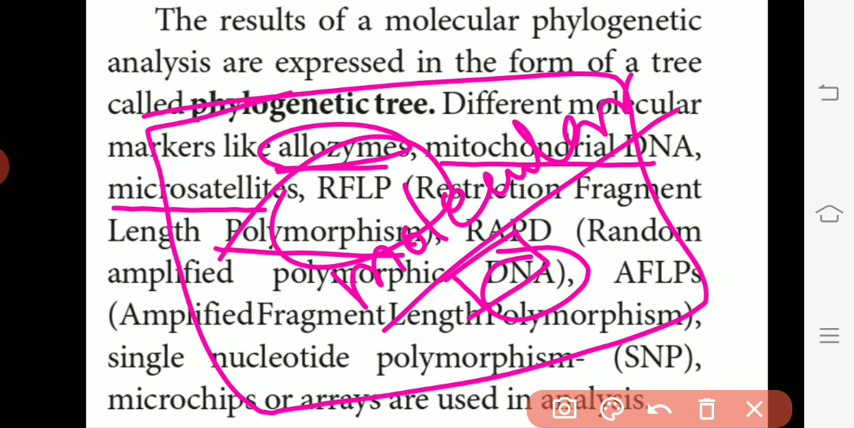 The results of a molecular phylogenetic
analysis are expressed in the form of a tree
called phylogenetic tree. Different molecular
markers like allozymes, mitochondrial DNA,
microsatellites, RFLP (Restriction Fragment
Length Polymorphism), RAPD (Random
amplified polymorphic DNA), AFLPs
(Amplified Fragment Length Polymorphism),
single nucleotide polymorphism- (SNP),
microchips or arrays are used in analysis.